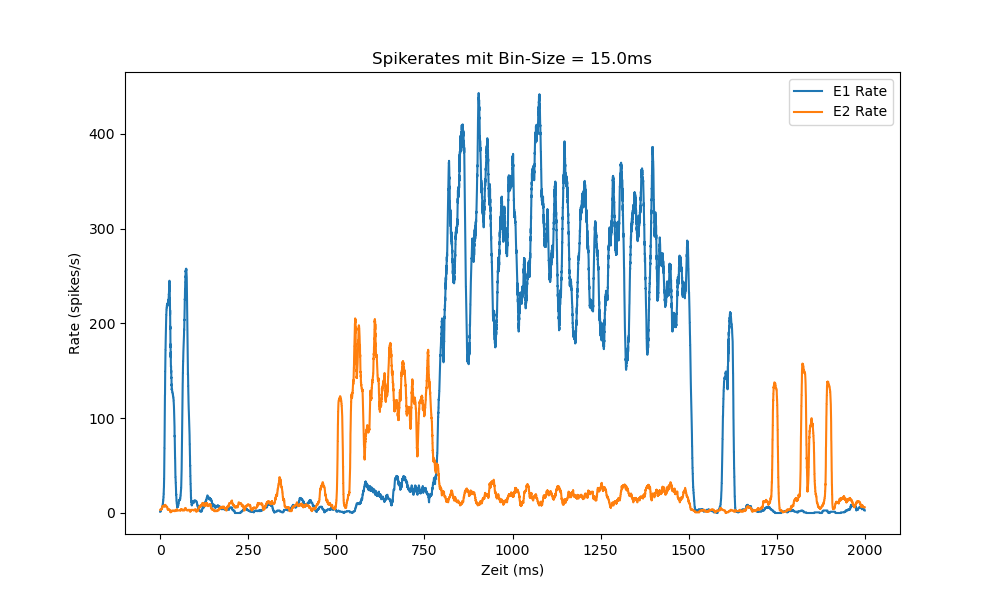 Spikerates mit Bin-Size = 15.0ms
E1 Rate
E2 Rate
Rate (spikes/s)
400
300
200
100
0
0 250 500 750 1000 1250 1500 1750 2000
Zeit (ms)